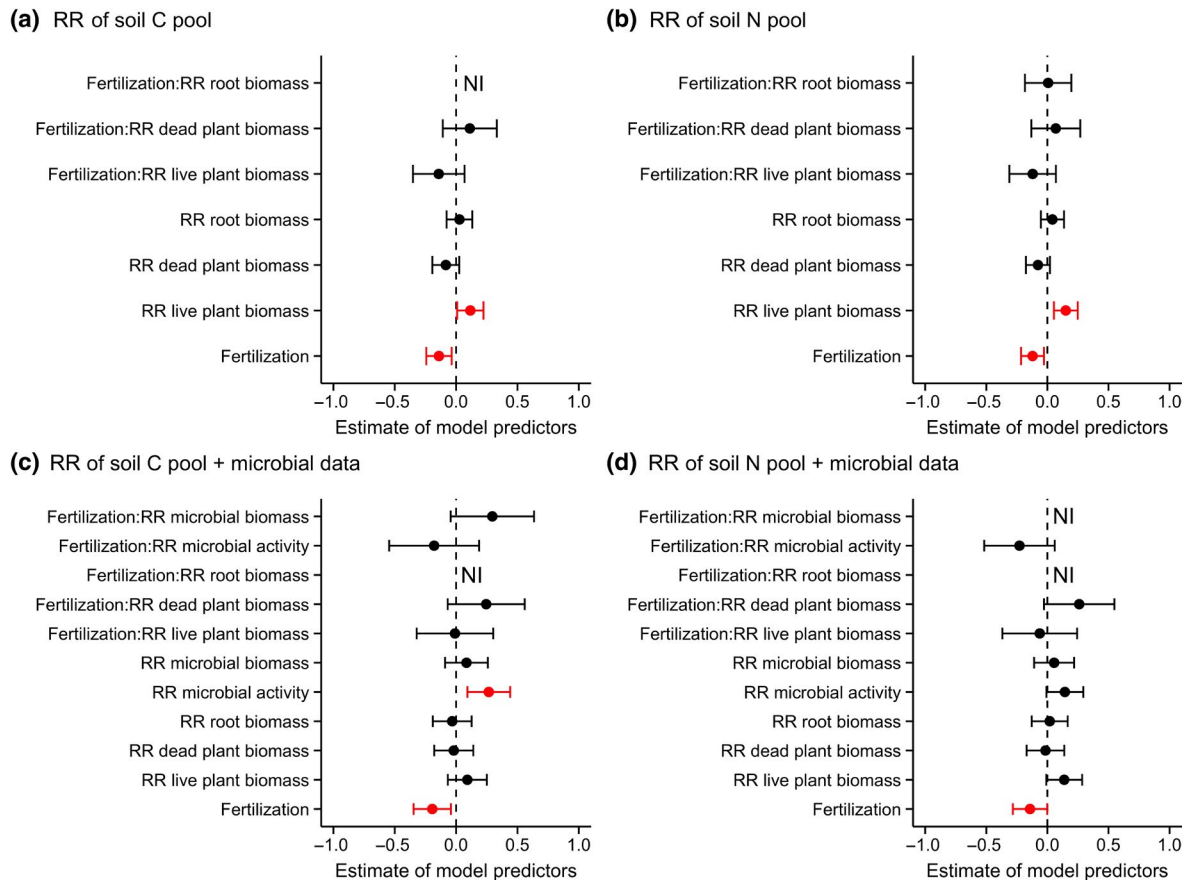 (a) RR of soil C pool
Fertilization:RR root biomass
NI
Fertilization:RR dead plant biomass
Fertilization:RR live plant biomass
RR root biomass
RR dead plant biomass
RR live plant biomass
Fertilization
−1.0 −0.5 0.0 0.5 1.0
Estimate of model predictors
(b) RR of soil N pool
Fertilization:RR root biomass
Fertilization:RR dead plant biomass
Fertilization:RR live plant biomass
RR root biomass
RR dead plant biomass
RR live plant biomass
Fertilization
−1.0 −0.5 0.0 0.5 1.0
Estimate of model predictors
(c) RR of soil C pool + microbial data
Fertilization:RR microbial biomass
Fertilization:RR microbial activity
Fertilization:RR root biomass
NI
Fertilization:RR dead plant biomass
Fertilization:RR live plant biomass
RR microbial biomass
RR microbial activity
RR root biomass
RR dead plant biomass
RR live plant biomass
Fertilization
−1.0 −0.5 0.0 0.5 1.0
Estimate of model predictors
(d) RR of soil N pool + microbial data
Fertilization:RR microbial biomass
NI
Fertilization:RR microbial activity
Fertilization:RR root biomass
NI
Fertilization:RR dead plant biomass
Fertilization:RR live plant biomass
RR microbial biomass
RR microbial activity
RR root biomass
RR dead plant biomass
RR live plant biomass
Fertilization
−1.0 −0.5 0.0 0.5 1.0
Estimate of model predictors